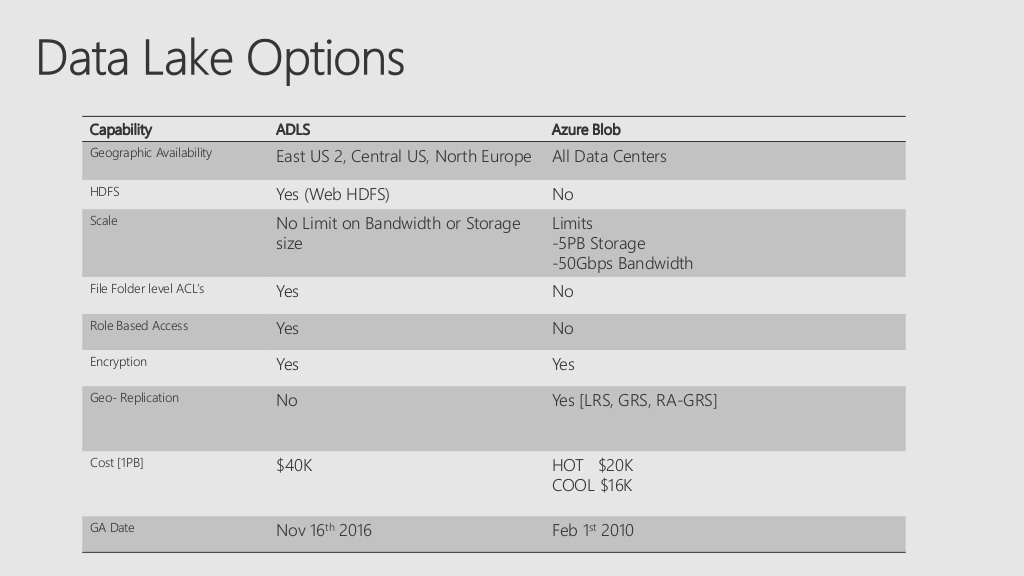 Data Lake Options
Capability ADLS Azure Blob
Geographic Availability East US 2, Central US, North Europe All Data Centers
HDFS Yes (Web HDFS) No
Scale No Limit on Bandwidth or Storage Limits
size -5PB Storage
-50Gbps Bandwidth
File Folder level ACL's Yes No
Role Based Access Yes No
Encryption Yes Yes
Geo- Replication No Yes [LRS, GRS, RA-GRS]
Cost [1PB] $40K HOT $20K
COOL $16K
GA Date Nov 16th 2016 Feb 1st 2010